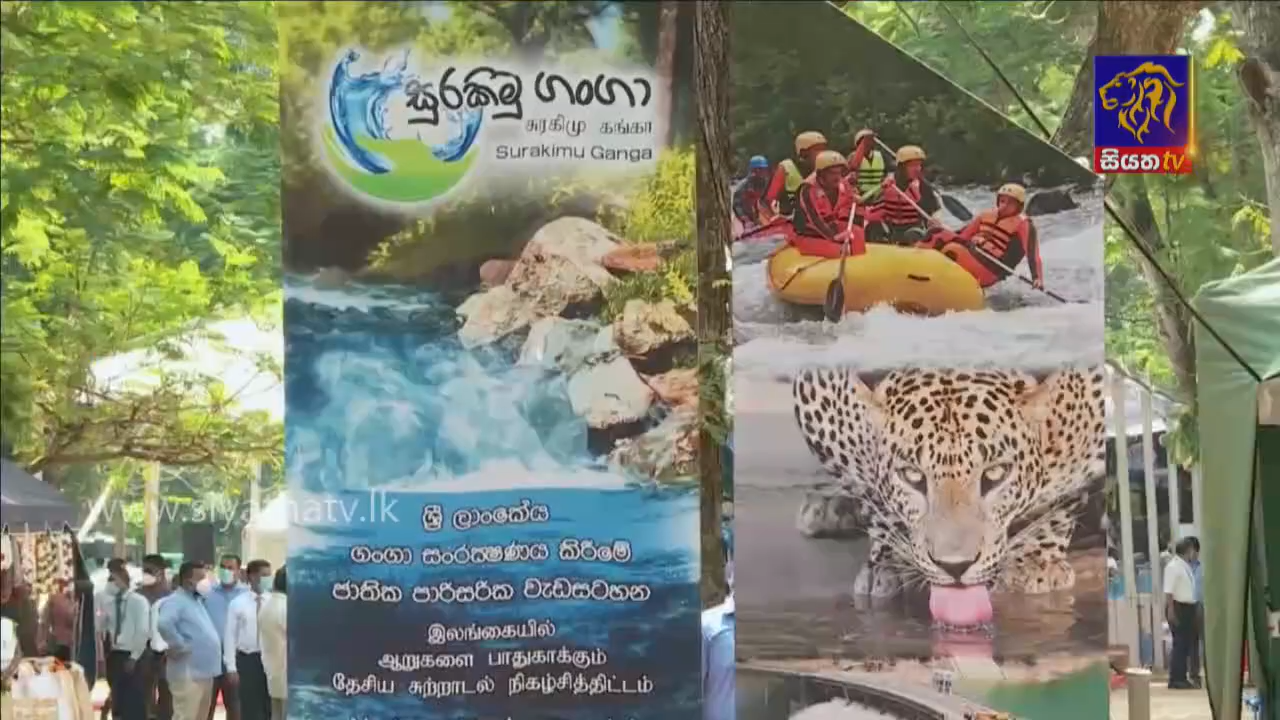 සුරකිමු ගංගා
சுரகிமு கங்கா
Surakimu Ganga
සියත tv
www.siyathatv.lk
ශ්‍රී ලාංකේය
ගංගා සංරක්ෂණය කිරීමේ
ජාතික පාරිසරික වැඩසටහන
இலங்கையில்
ஆறுகளை பாதுகாக்கும்
தேசிய சுற்றாடல் நிகழ்சித்திட்டம்